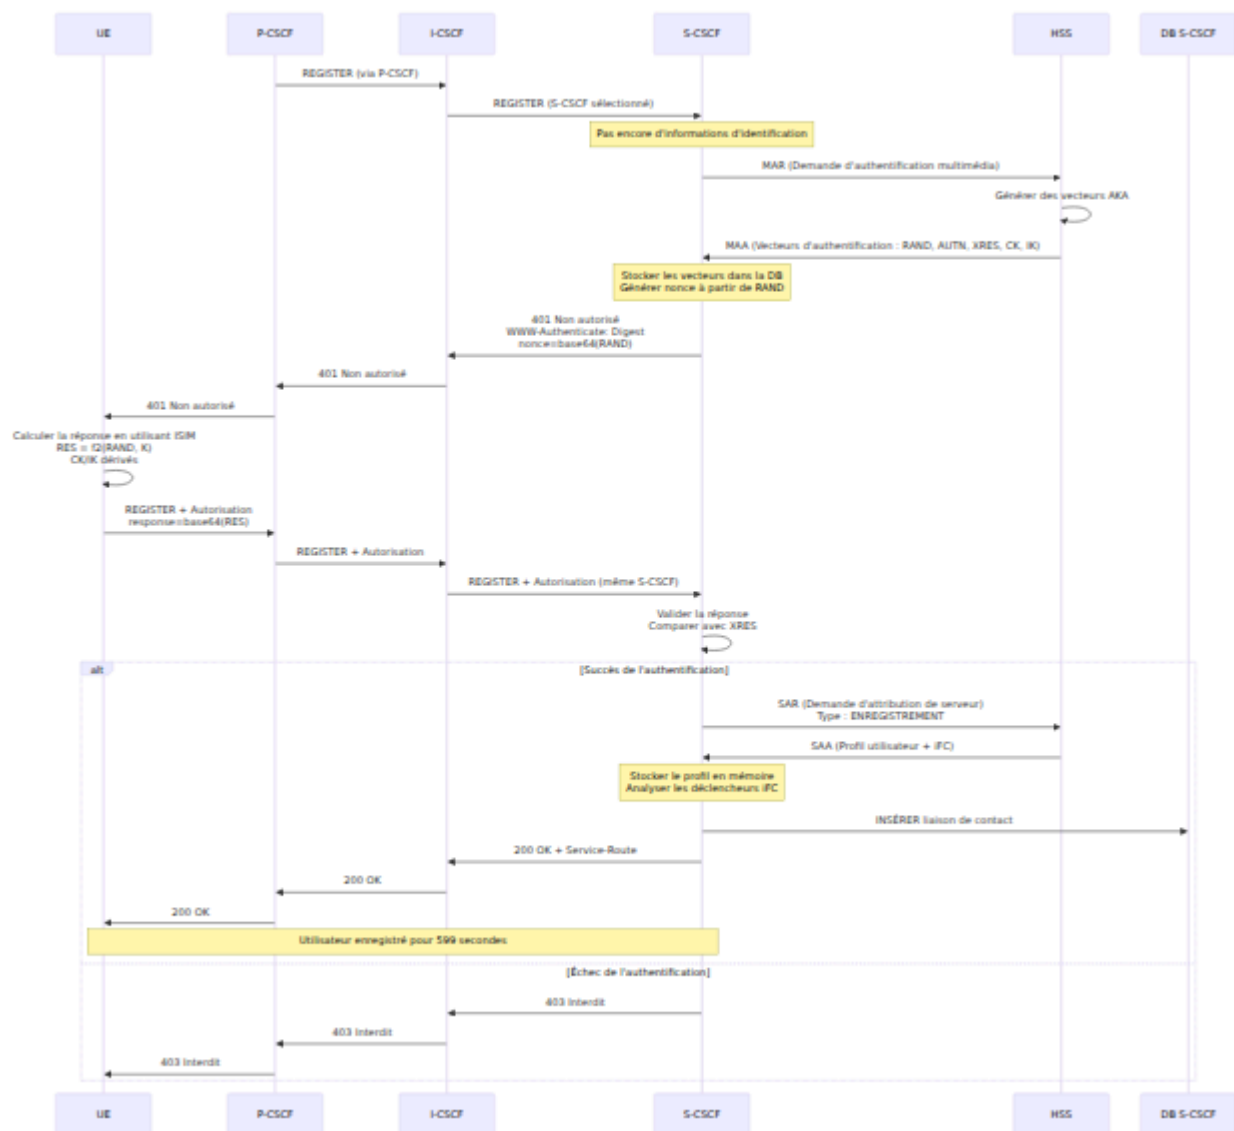 UE
P-CSCF
I-CSCF
S-CSCF
HSS
DB S-CSCF
REGISTER (via P-CSCF)
REGISTER (S-CSCF sélectionné)
Pas encore d'informations d'identification
MAR (Demande d'authentification multimédia)
Générer des vecteurs AKA
MAA (Vecteurs d'authentification : RAND, AUTN, XRES, CK, IK)
Stocker les vecteurs dans la DB
Générer nonce à partir de RAND
401 Non autorisé
WWW-Authenticate: Digest
nonce=base64(RAND)
401 Non autorisé
401 Non autorisé
Calculer la réponse en utilisant ISIM
RES = f2(RAND, K)
CK/IK dérivés
REGISTER + Autorisation
response=base64(RES)
REGISTER + Autorisation
REGISTER + Autorisation (même S-CSCF)
Valider la réponse
Comparer avec XRES
alt
[Succès de l'authentification]
SAR (Demande d'attribution de serveur)
Type : ENREGISTREMENT
SAA (Profil utilisateur + iFC)
Stocker le profil en mémoire
Analyser les déclencheurs iFC
INSÉRER liaison de contact
200 OK + Service-Route
200 OK
200 OK
Utilisateur enregistré pour 599 secondes
[Échec de l'authentification]
403 Interdit
403 Interdit
403 Interdit
UE
P-CSCF
I-CSCF
S-CSCF
HSS
DB S-CSCF